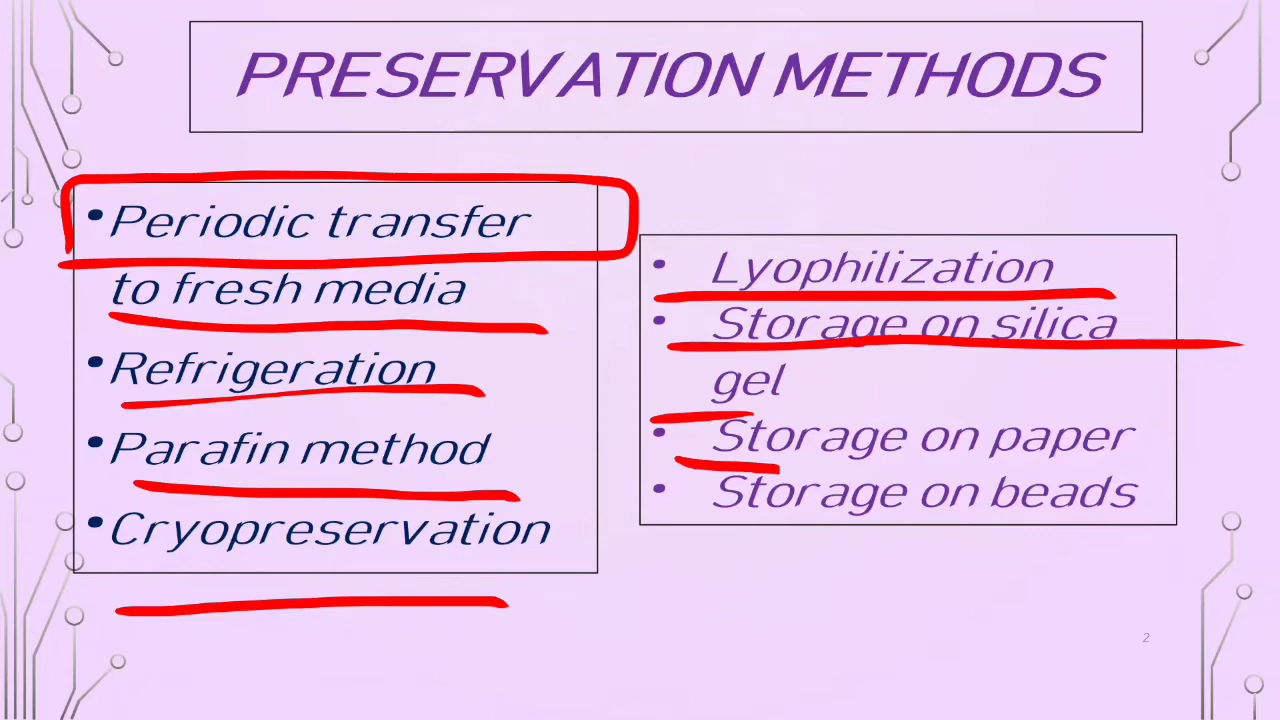 PRESERVATION METHODS
• Periodic transfer
to fresh media
• Refrigeration
• Parafin method
• Cryopreservation
• Lyophilization
• Storage on silica
gel
• Storage on paper
• Storage on beads
2